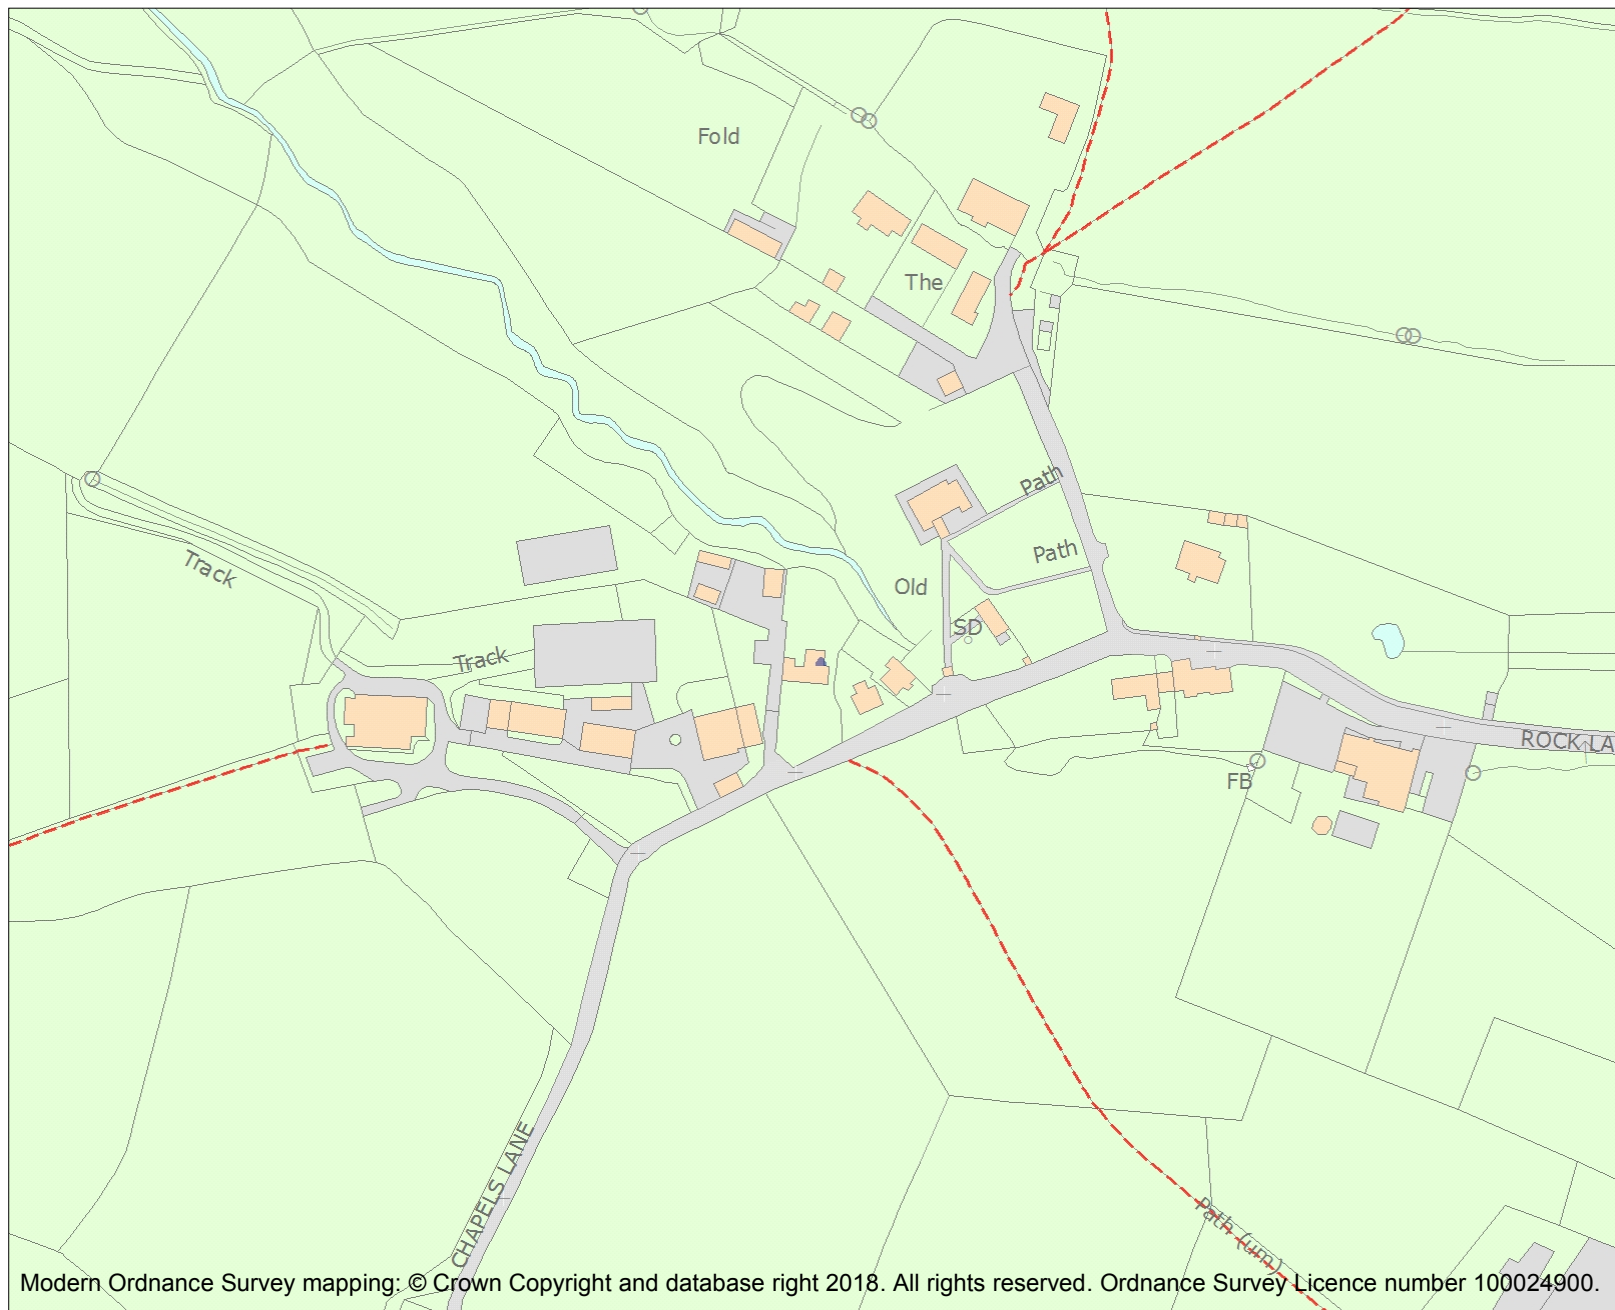 Fold
The
Path
Path
Old
SD
Track
Track
ROCK LA
FB
CHAPELS LANE
Path (um)
Modern Ordnance Survey mapping: © Crown Copyright and database right 2018. All rights reserved. Ordnance Survey Licence number 100024900.